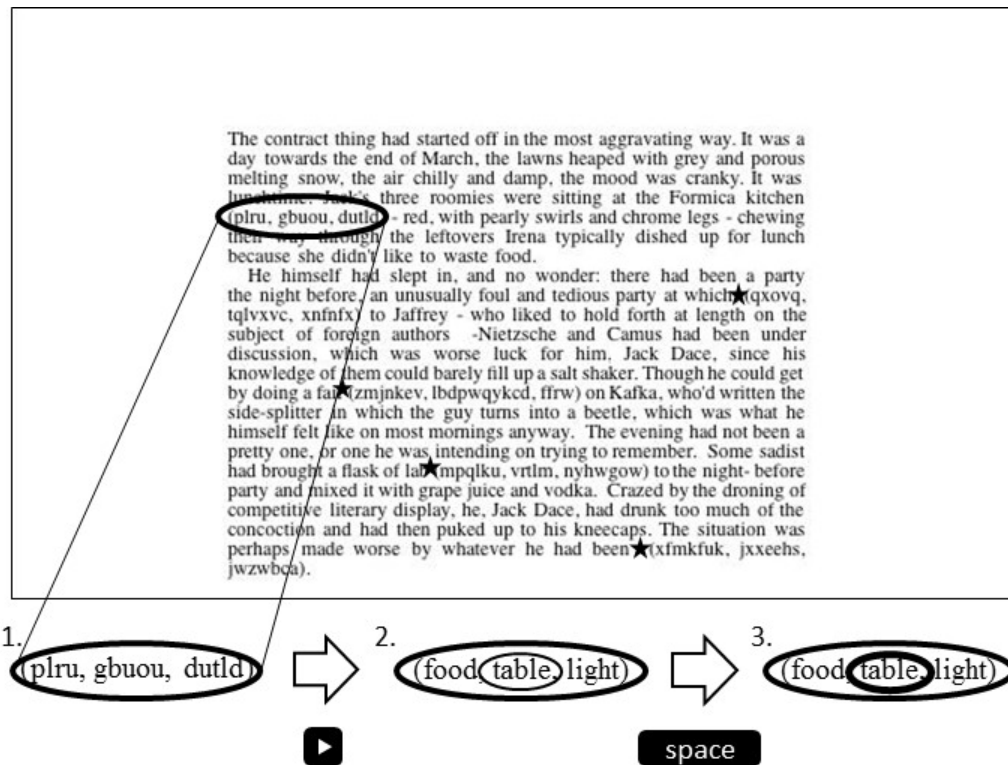 The contract thing had started off in the most aggravating way. It was a
day towards the end of March, the lawns heaped with grey and porous
melting snow, the air chilly and damp, the mood was cranky. It was
lunchtime. Jack's three roomies were sitting at the Formica kitchen
(plru, gbuou, dutld) - red, with pearly swirls and chrome legs - chewing
their way through the leftovers Irena typically dished up for lunch
because she didn't like to waste food.
He himself had slept in, and no wonder: there had been a party
the night before, an unusually foul and tedious party at which ★(qxovq,
tqlvxvc, xnfnfx) to Jaffrey - who liked to hold forth at length on the
subject of foreign authors -Nietzsche and Camus had been under
discussion, which was worse luck for him, Jack Dace, since his
knowledge of them could barely fill up a salt shaker. Though he could get
by doing a fair ★(zmjnkev, lbdpwqykcd, ffrw) on Kafka, who'd written the
side-splitter in which the guy turns into a beetle, which was what he
himself felt like on most mornings anyway. The evening had not been a
pretty one, or one he was intending on trying to remember. Some sadist
had brought a flask of lab ★(mpqlku, vrtlm, nyhwgow) to the night- before
party and mixed it with grape juice and vodka. Crazed by the droning of
competitive literary display, he, Jack Dace, had drunk too much of the
concoction and had then puked up to his kneecaps. The situation was
perhaps made worse by whatever he had been ★(xfmkfuk, jxxeehs,
jwzwbca).
1. 2. 3.
(plru, gbuou, dutld) (food, table, light) (food, table, light)
space